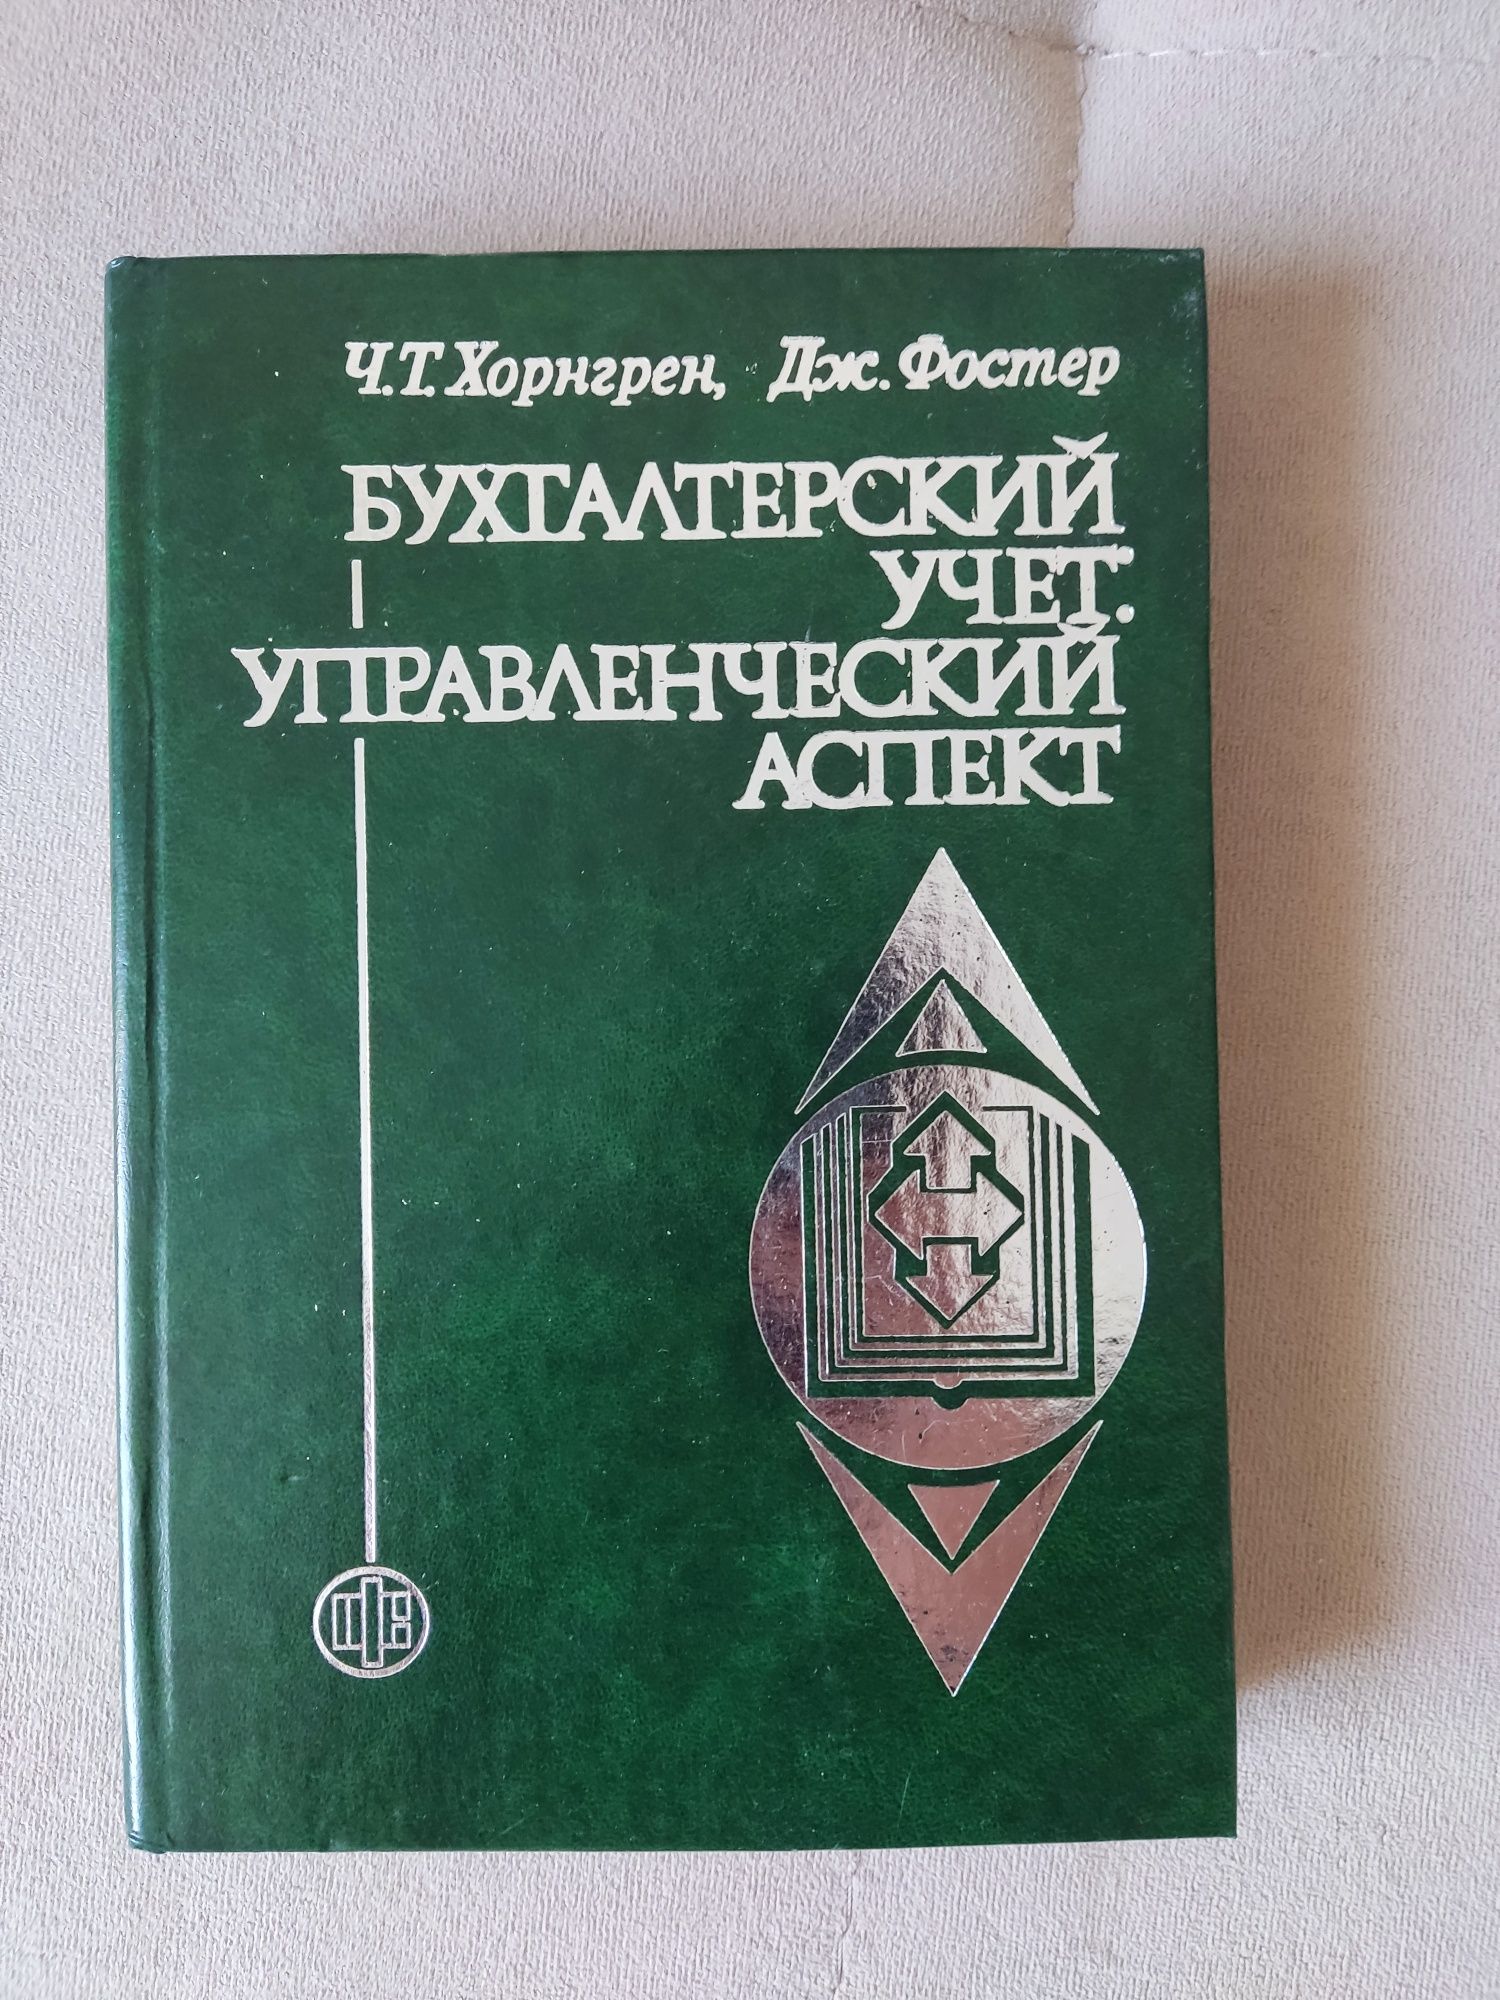 Ч.Т. Хорнгрен, Дж. Фостер
БУХГАЛТЕРСКИЙ
УЧЕТ:
УПРАВЛЕНЧЕСКИЙ
АСПЕКТ